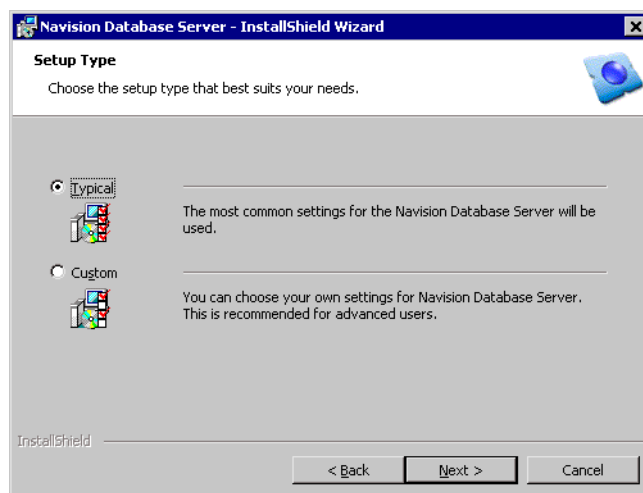 Navision Database Server - InstallShield Wizard
Setup Type
Choose the setup type that best suits your needs.
Typical
The most common settings for the Navision Database Server will be
used.
Custom
You can choose your own settings for Navision Database Server.
This is recommended for advanced users.
InstallShield
< Back
Next >
Cancel